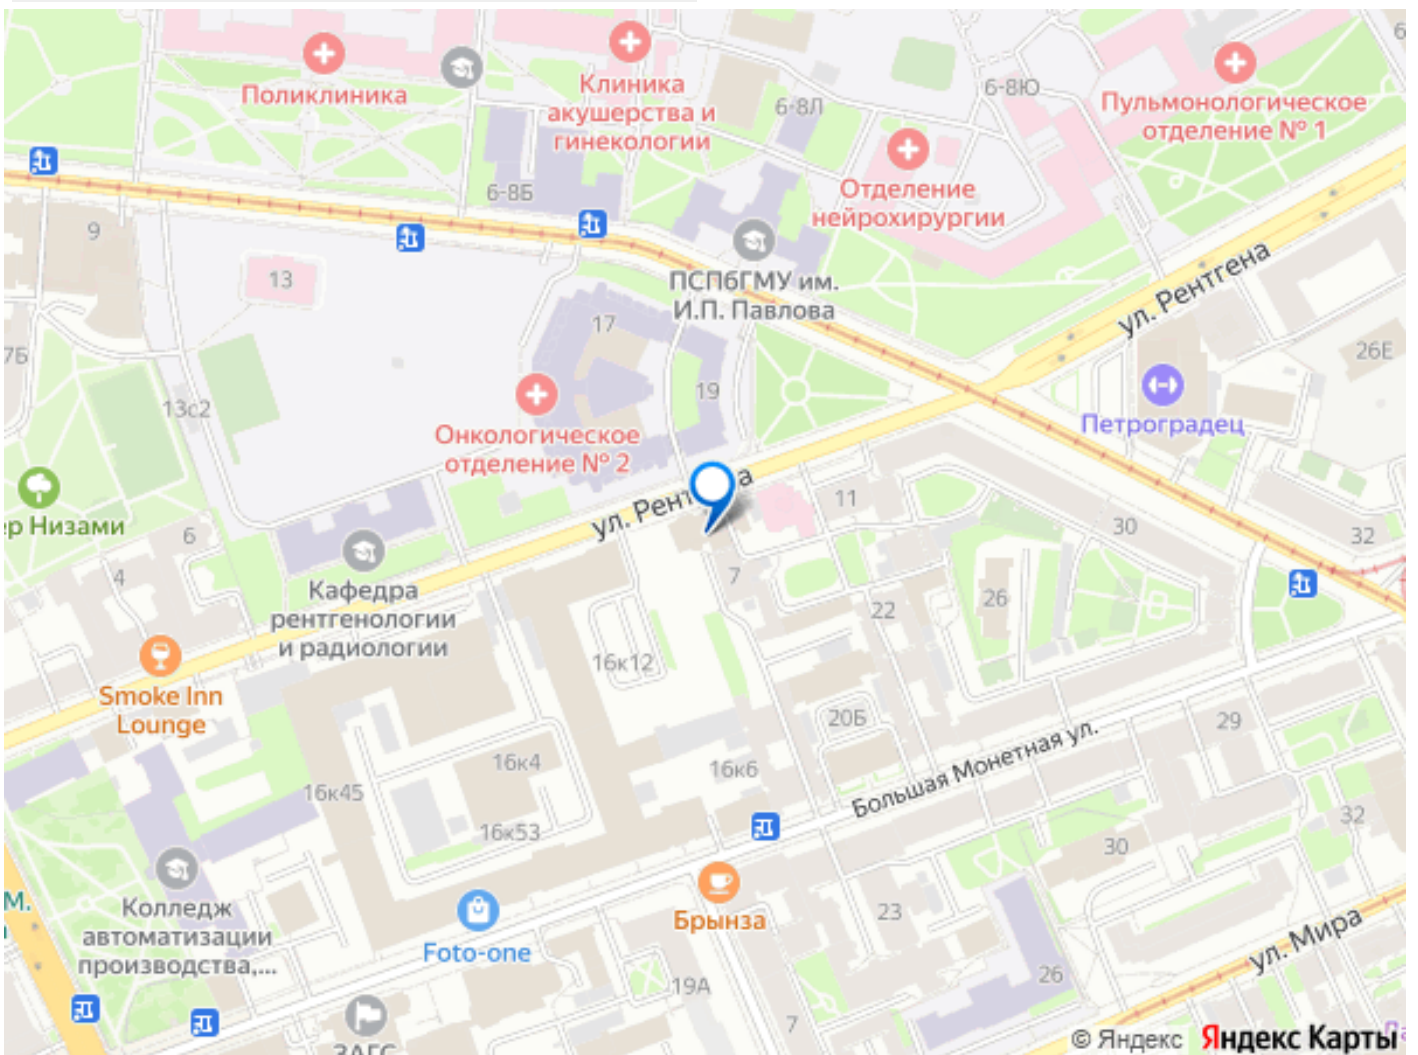 Поликлиника
Клиника
акушерства и
гинекологии
6-8Л
6-8Ю
Пульмонологическое
отделение № 1
Отделение
нейрохирургии
6-8Б
9
13
ПСПбГМУ им.
И.П. Павлова
ул. Рентгена
17
7Б
26Е
13с2
19
Петроградец
Онкологическое
отделение № 2
ул. Рент
а
11
30
32
ер Низами
6
4
Кафедра
рентгенологии
и радиологии
7
22
26
16к12
Smoke Inn
Lounge
20Б
29
Большая Монетная ул.
16к4
16к6
16к45
16к53
32
30
М.
Колледж
автоматизации
производства,...
Foto-one
Брынза
23
ул. Мира
26
19А
7
ЗАГС
© Яндекс Яндекс Карты